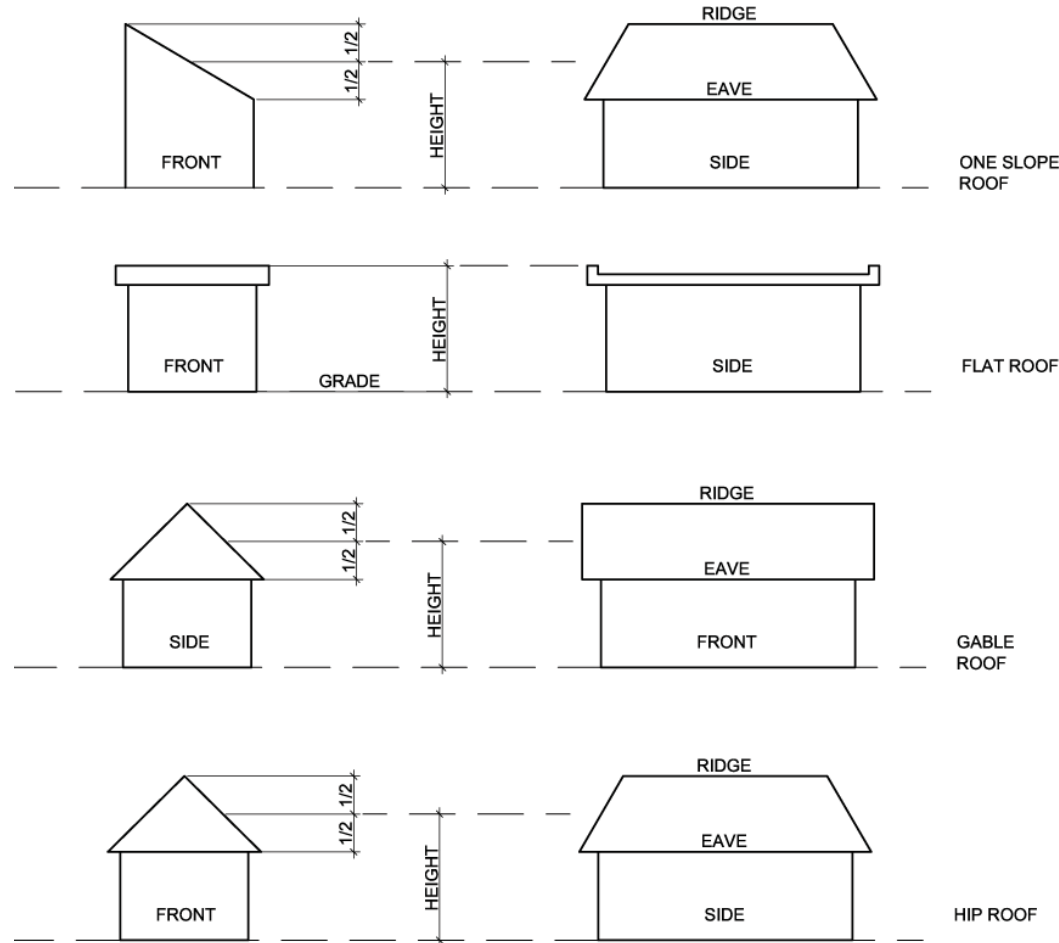 RIDGE
1/2
1/2
HEIGHT
EAVE
FRONT
SIDE
ONE SLOPE
ROOF
HEIGHT
FRONT
SIDE
FLAT ROOF
GRADE
RIDGE
1/2
1/2
HEIGHT
EAVE
SIDE
FRONT
GABLE
ROOF
RIDGE
1/2
1/2
HEIGHT
EAVE
FRONT
SIDE
HIP ROOF